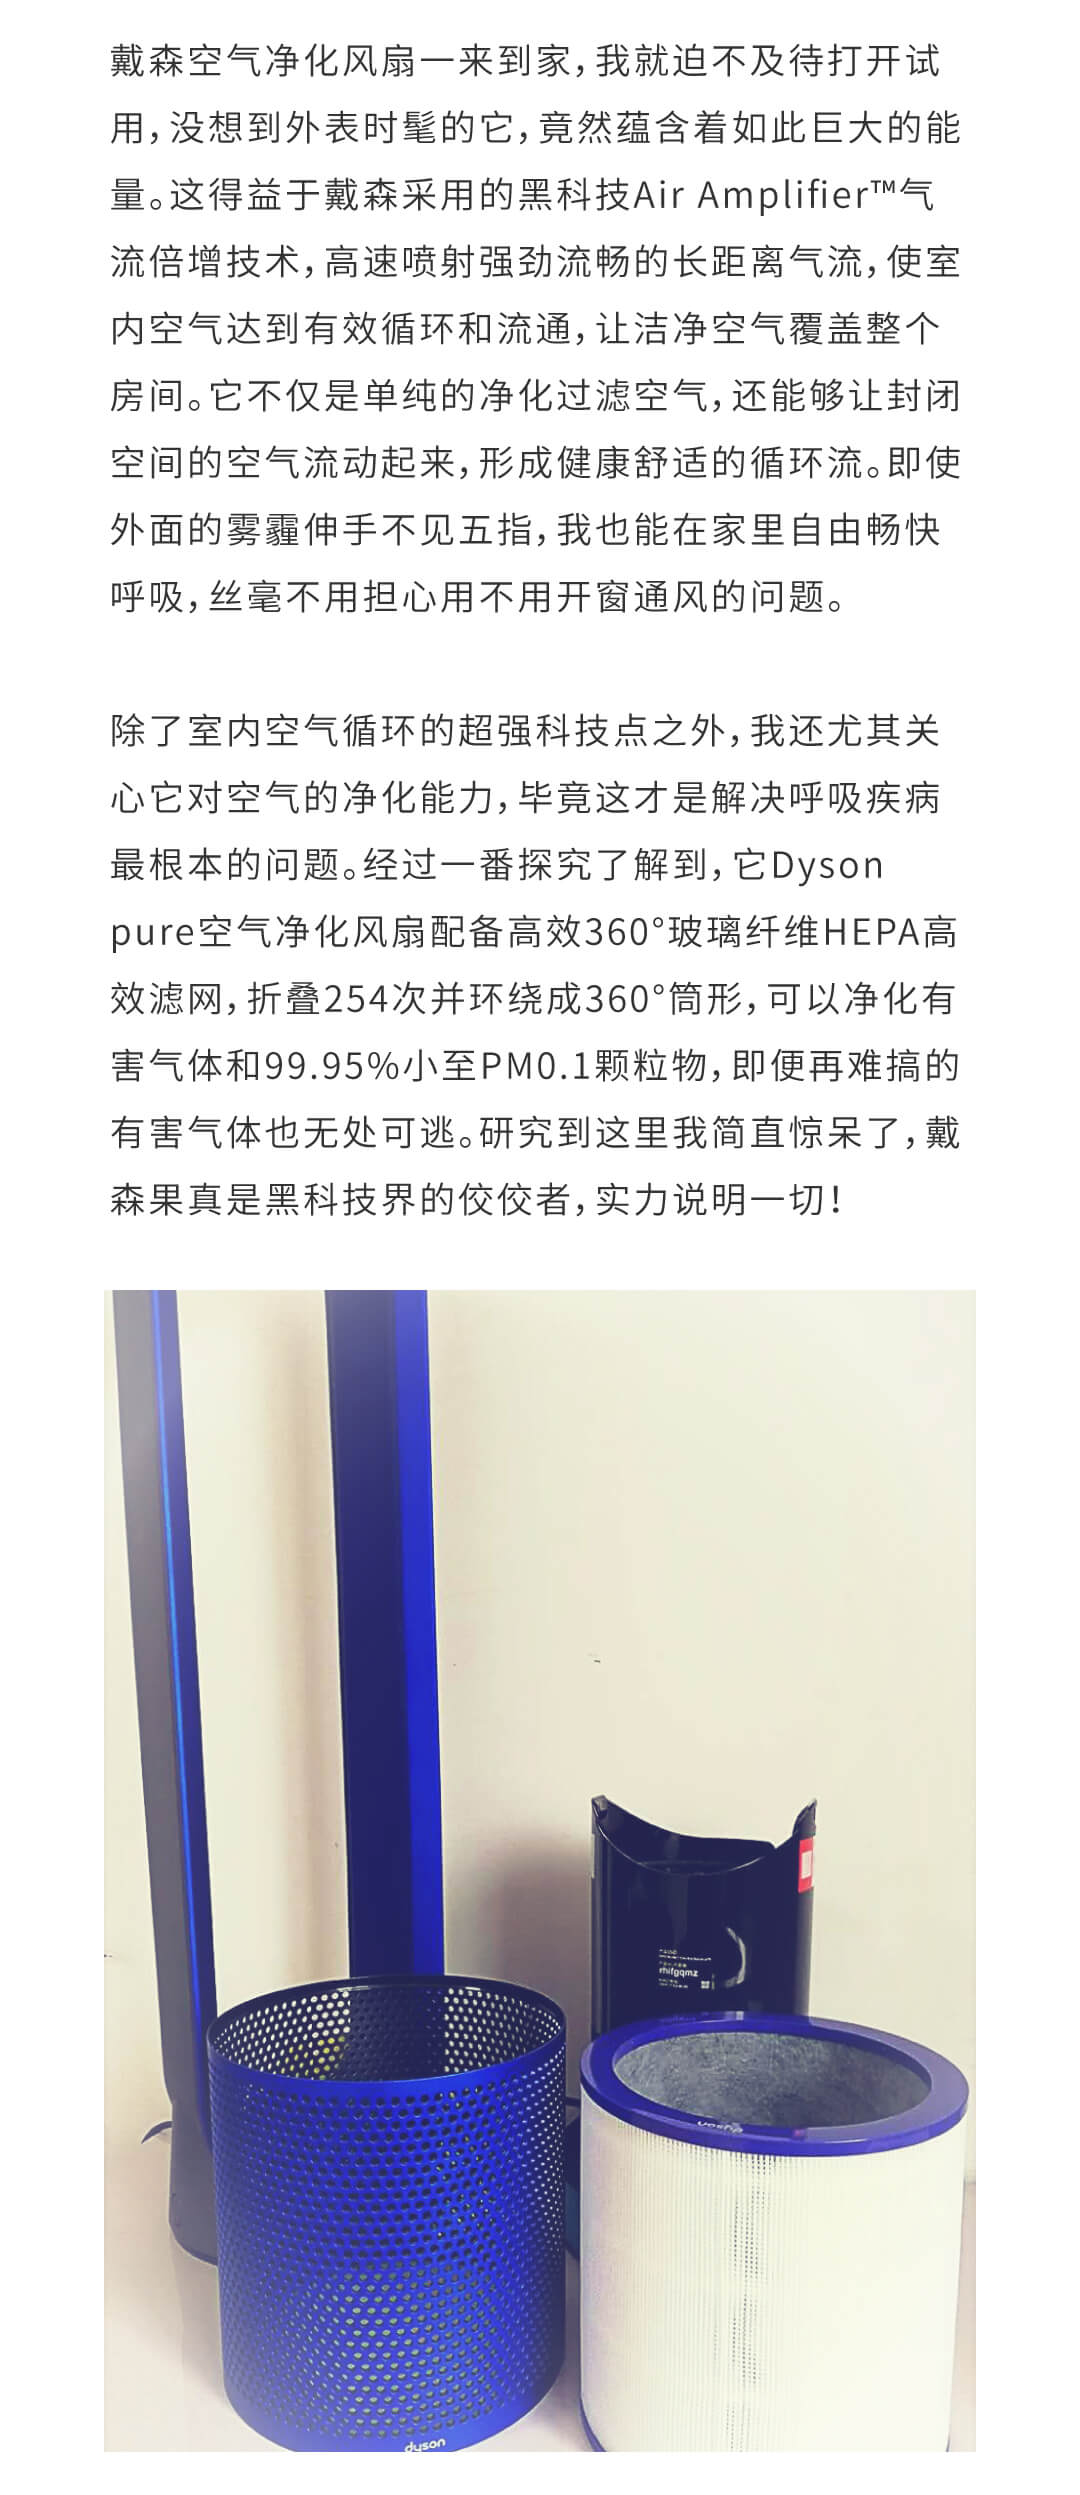 戴森空气净化风扇一来到家，我就迫不及待打开试
用，没想到外表时髦的它，竟然蕴含着如此巨大的能
量。这得益于戴森采用的黑科技Air Amplifier™气
流倍增技术，高速喷射强劲流畅的长距离气流，使室
内空气达到有效循环和流通，让洁净空气覆盖整个
房间。它不仅是单纯的净化过滤空气，还能够让封闭
空间的空气流动起来，形成健康舒适的循环流。即使
外面的雾霾伸手不见五指，我也能在家里自由畅快
呼吸，丝毫不用担心用不用开窗通风的问题。
除了室内空气循环的超强科技点之外，我还尤其关
心它对空气的净化能力，毕竟这才是解决呼吸疾病
最根本的问题。经过一番探究了解到，它Dyson
pure空气净化风扇配备高效360°玻璃纤维HEPA高
效滤网，折叠254次并环绕成360°筒形，可以净化有
害气体和99.95%小至PM0.1颗粒物，即便再难搞的
有害气体也无处可逃。研究到这里我简直惊呆了，戴
森果真是黑科技界的佼佼者，实力说明一切！
dyson